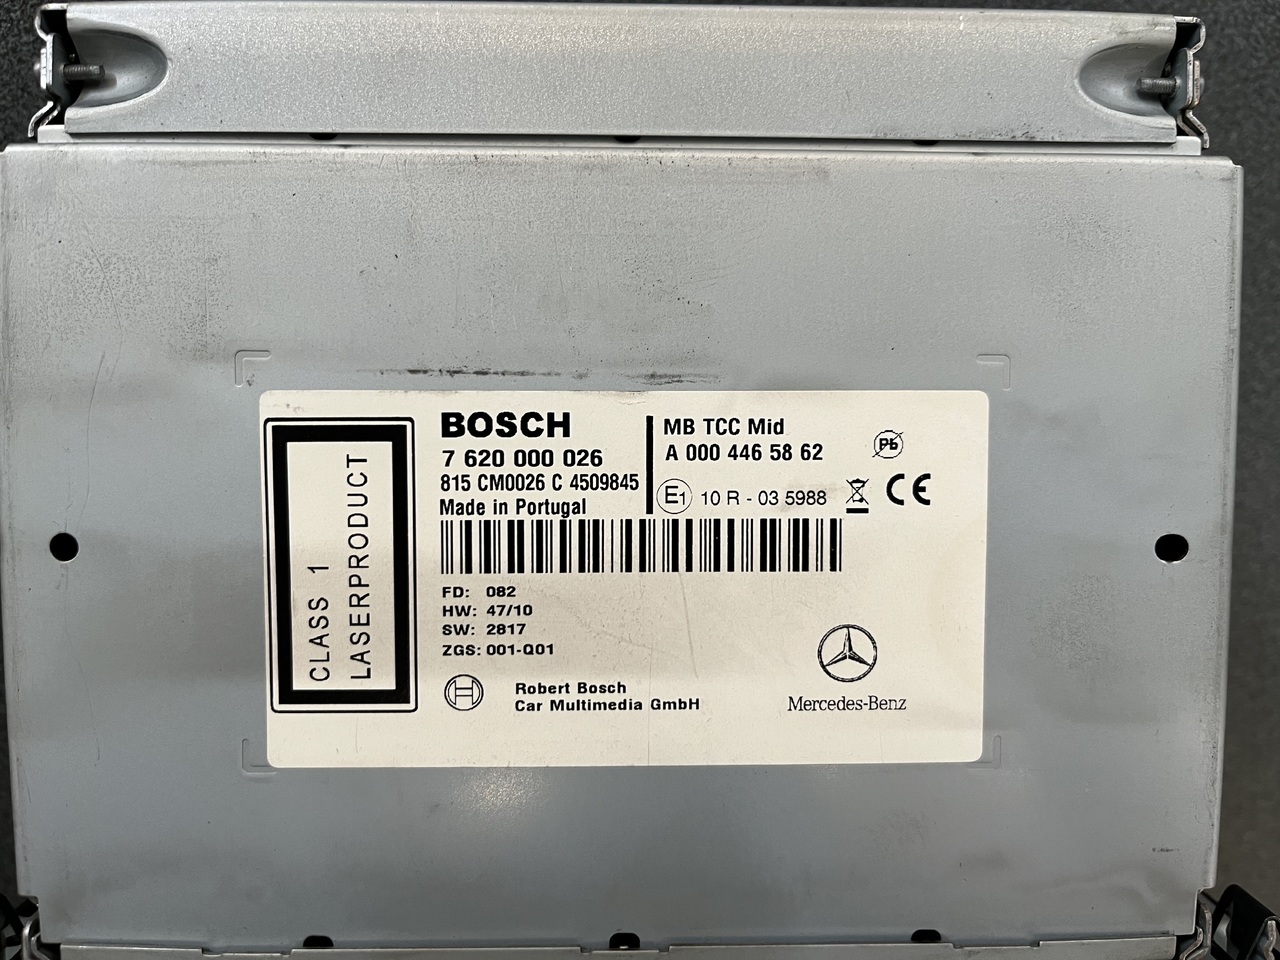 CLASS 1
LASERPRODUCT
BOSCH
7 620 000 026
815 CM0026 C 4509845
Made in Portugal
MB TCC Mid
A 000 446 58 62
E1 10 R - 03 5988
Pb
CE
FD: 082
HW: 47/10
SW: 2817
ZGS: 001-Q01
Robert Bosch
Car Multimedia GmbH
Mercedes-Benz